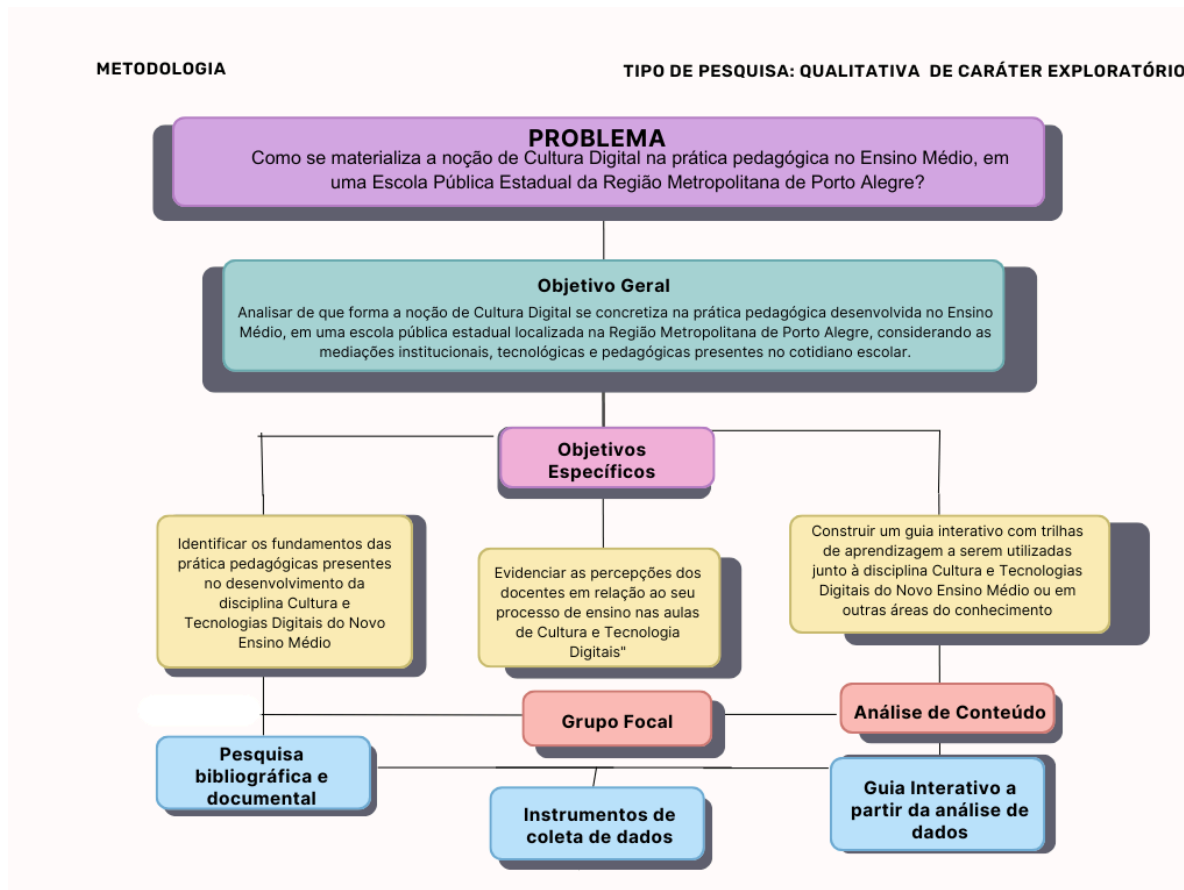 METODOLOGIA
TIPO DE PESQUISA: QUALITATIVA DE CARÁTER EXPLORATÓRIO
PROBLEMA
Como se materializa a noção de Cultura Digital na prática pedagógica no Ensino Médio, em
uma Escola Pública Estadual da Região Metropolitana de Porto Alegre?
Objetivo Geral
Analisar de que forma a noção de Cultura Digital se concretiza na prática pedagógica desenvolvida no Ensino
Médio, em uma escola pública estadual localizada na Região Metropolitana de Porto Alegre, considerando as
mediações institucionais, tecnológicas e pedagógicas presentes no cotidiano escolar.
Objetivos
Específicos
Identificar os fundamentos das
prática pedagógicas presentes
no desenvolvimento da
disciplina Cultura e
Tecnologias Digitais do Novo
Ensino Médio
Evidenciar as percepções dos
docentes em relação ao seu
processo de ensino nas aulas
de Cultura e Tecnologia
Digitais"
Construir um guia interativo com trilhas
de aprendizagem a serem utilizadas
junto à disciplina Cultura e Tecnologias
Digitais do Novo Ensino Médio ou em
outras áreas do conhecimento
Grupo Focal
Análise de Conteúdo
Pesquisa
bibliográfica e
documental
Instrumentos de
coleta de dados
Guia Interativo a
partir da análise de
dados